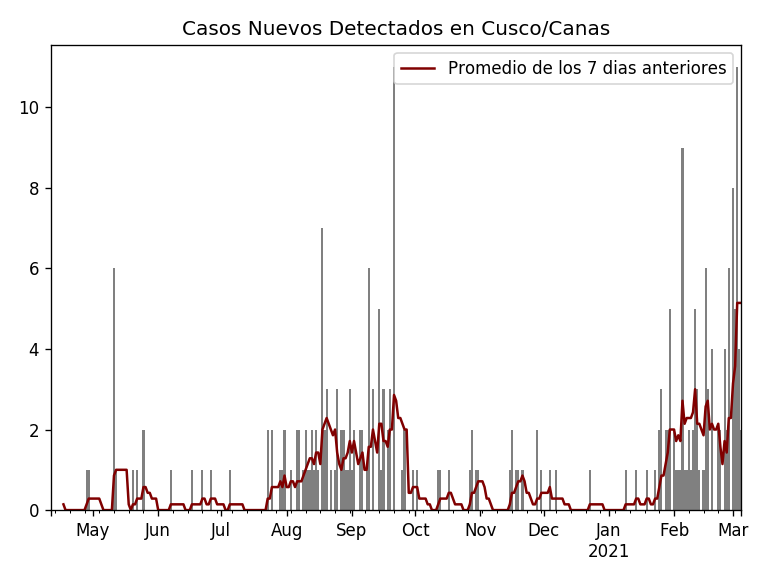 Casos Nuevos Detectados en Cusco/Canas
Promedio de los 7 dias anteriores
10
8
6
4
2
0
May Jun Jul Aug Sep Oct Nov Dec Jan Feb Mar
2021